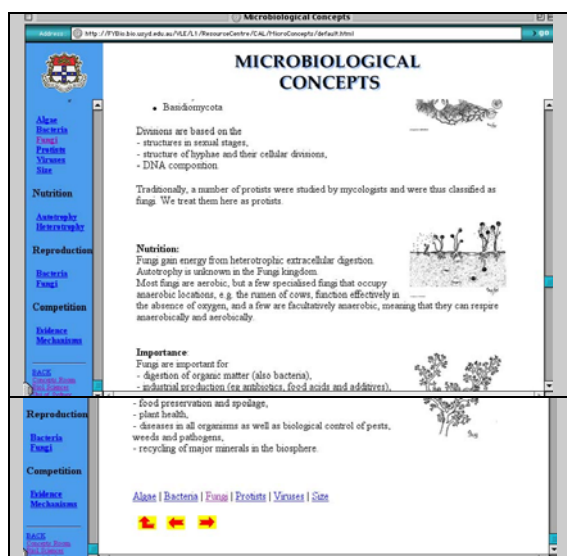 Microbiological Concepts
Address http://FYBio.bio.usyd.edu.au/VLE/L1/ResourceCentre/CAL/MicroConcepts/default.html go
MICROBIOLOGICAL
CONCEPTS
Algae
Bacteria
Fungi
Protists
Viruses
Size
Nutrition
Autotrophy
Heterotrophy
Reproduction
Bacteria
Fungi
Competition
Evidence
Mechanisms
BACK
Concepts Room
• Basidiomycota
Divisions are based on the
- structures in sexual stages,
- structure of hyphae and their cellular divisions,
- DNA composition.
Traditionally, a number of protists were studied by mycologists and were thus classified as
fungi. We treat them here as protists.
Nutrition:
Fungi gain energy from heterotrophic extracellular digestion.
Autotrophy is unknown in the Fungi kingdom.
Most fungi are aerobic, but a few specialised fungi that occupy
anaerobic locations, e.g. the rumen of cows, function effectively in
the absence of oxygen, and a few are facultatively anaerobic, meaning that they can respire
anaerobically and aerobically.
Importance:
Fungs are important for
- digestion of organic matter (also bacteria),
- industrial production (eg antibiotics, food acids and additives),
Reproduction
Bacteria
Fungi
Competition
Evidence
Mechanisms
BACK
Concepts Room
- food preservation and spoilage,
- plant health,
- diseases in all organisms as well as biological control of pests,
weeds and pathogens,
- recycling of major minerals in the biosphere.
Algae | Bacteria | Fungi | Protists | Viruses | Size